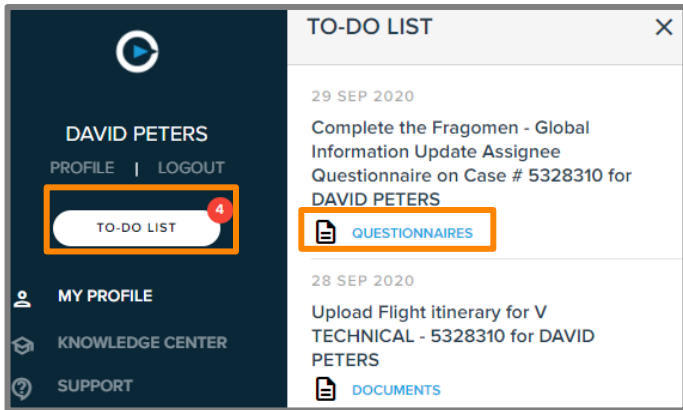 DAVID PETERS
PROFILE | LOGOUT
4
TO-DO LIST
MY PROFILE
KNOWLEDGE CENTER
SUPPORT
TO-DO LIST
29 SEP 2020
Complete the Fragomen - Global
Information Update Assignee
Questionnaire on Case # 5328310 for
DAVID PETERS
QUESTIONNAIRES
28 SEP 2020
Upload Flight itinerary for V
TECHNICAL - 5328310 for DAVID
PETERS
DOCUMENTS